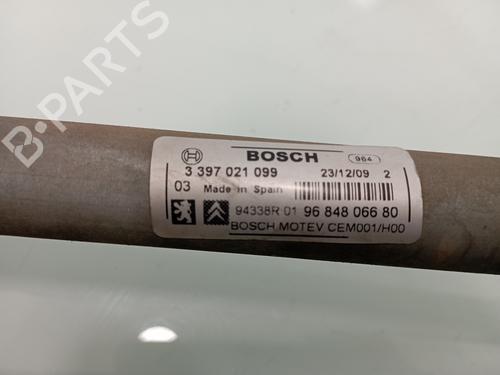 BOSCH 964
3 397 021 099 23/12/09 2
03 Made in Spain
94338R 01 96 848 066 80
BOSCH MOTEV CEM001/H00
B-PARTS